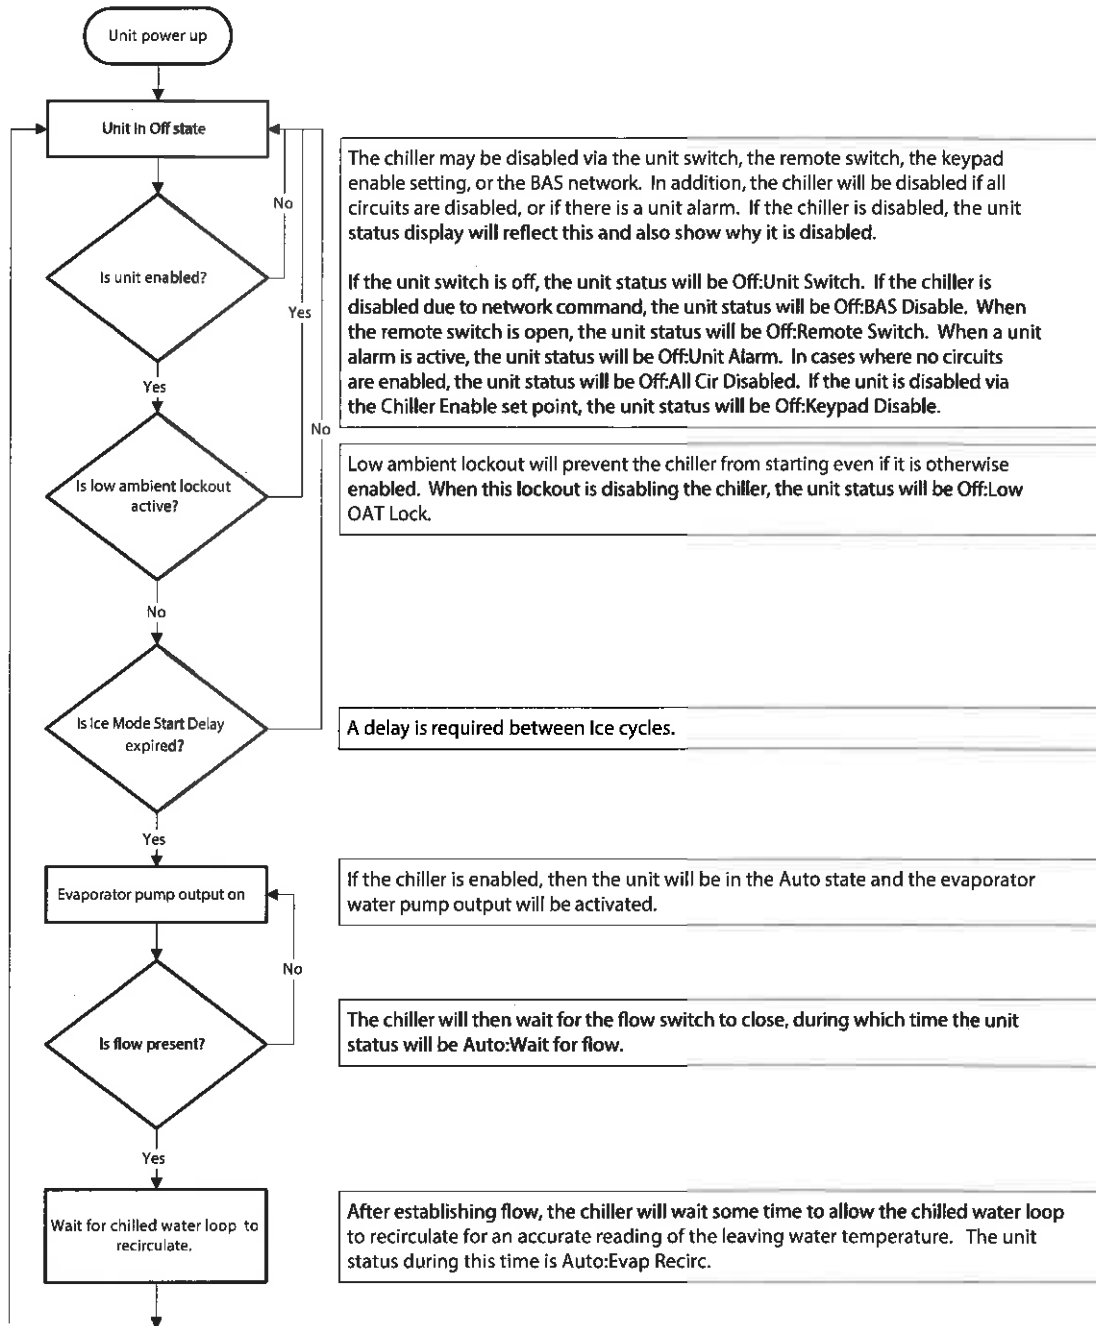 Unit power up
Unit In Off state
No
Is unit enabled?
Yes
Yes
No
Is low ambient lockout
active?
No
Is Ice Mode Start Delay
expired?
Yes
Evaporator pump output on
No
Is flow present?
Yes
Wait for chilled water loop to
recirculate.
The chiller may be disabled via the unit switch, the remote switch, the keypad
enable setting, or the BAS network. In addition, the chiller will be disabled if all
circuits are disabled, or if there is a unit alarm. If the chiller is disabled, the unit
status display will reflect this and also show why it is disabled.
If the unit switch is off, the unit status will be Off:Unit Switch. If the chiller is
disabled due to network command, the unit status will be Off:BAS Disable. When
the remote switch is open, the unit status will be Off:Remote Switch. When a unit
alarm is active, the unit status will be Off:Unit Alarm. In cases where no circuits
are enabled, the unit status will be Off:All Cir Disabled. If the unit is disabled via
the Chiller Enable set point, the unit status will be Off:Keypad Disable.
Low ambient lockout will prevent the chiller from starting even if it is otherwise
enabled. When this lockout is disabling the chiller, the unit status will be Off:Low
OAT Lock.
A delay is required between Ice cycles.
If the chiller is enabled, then the unit will be in the Auto state and the evaporator
water pump output will be activated.
The chiller will then wait for the flow switch to close, during which time the unit
status will be Auto:Wait for flow.
After establishing flow, the chiller will wait some time to allow the chilled water loop
to recirculate for an accurate reading of the leaving water temperature. The unit
status during this time is Auto:Evap Recirc.